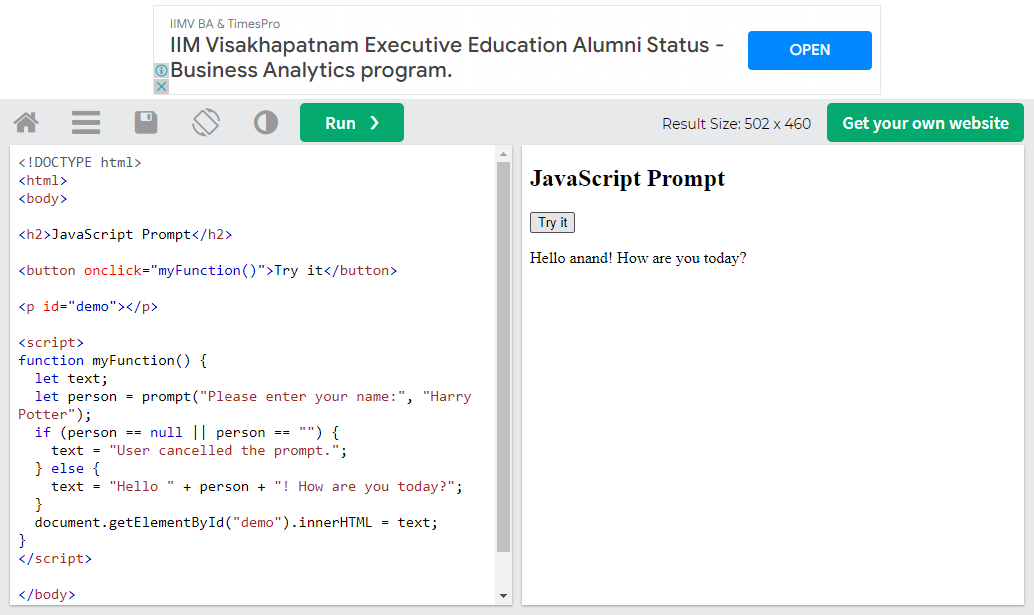 IIMV BA & TimesPro
IIM Visakhapatnam Executive Education Alumni Status -
Business Analytics program.
OPEN
Run ❯
Result Size: 502 x 460
Get your own website
<!DOCTYPE html>
<html>
<body>
<h2>JavaScript Prompt</h2>
<button onclick="myFunction()">Try it</button>
<p id="demo"></p>
<script>
function myFunction() {
  let text;
  let person = prompt("Please enter your name:", "Harry
Potter");
  if (person == null || person == "") {
    text = "User cancelled the prompt.";
  } else {
    text = "Hello " + person + "! How are you today?";
  }
  document.getElementById("demo").innerHTML = text;
}
</script>
</body>
JavaScript Prompt
Try it
Hello anand! How are you today?